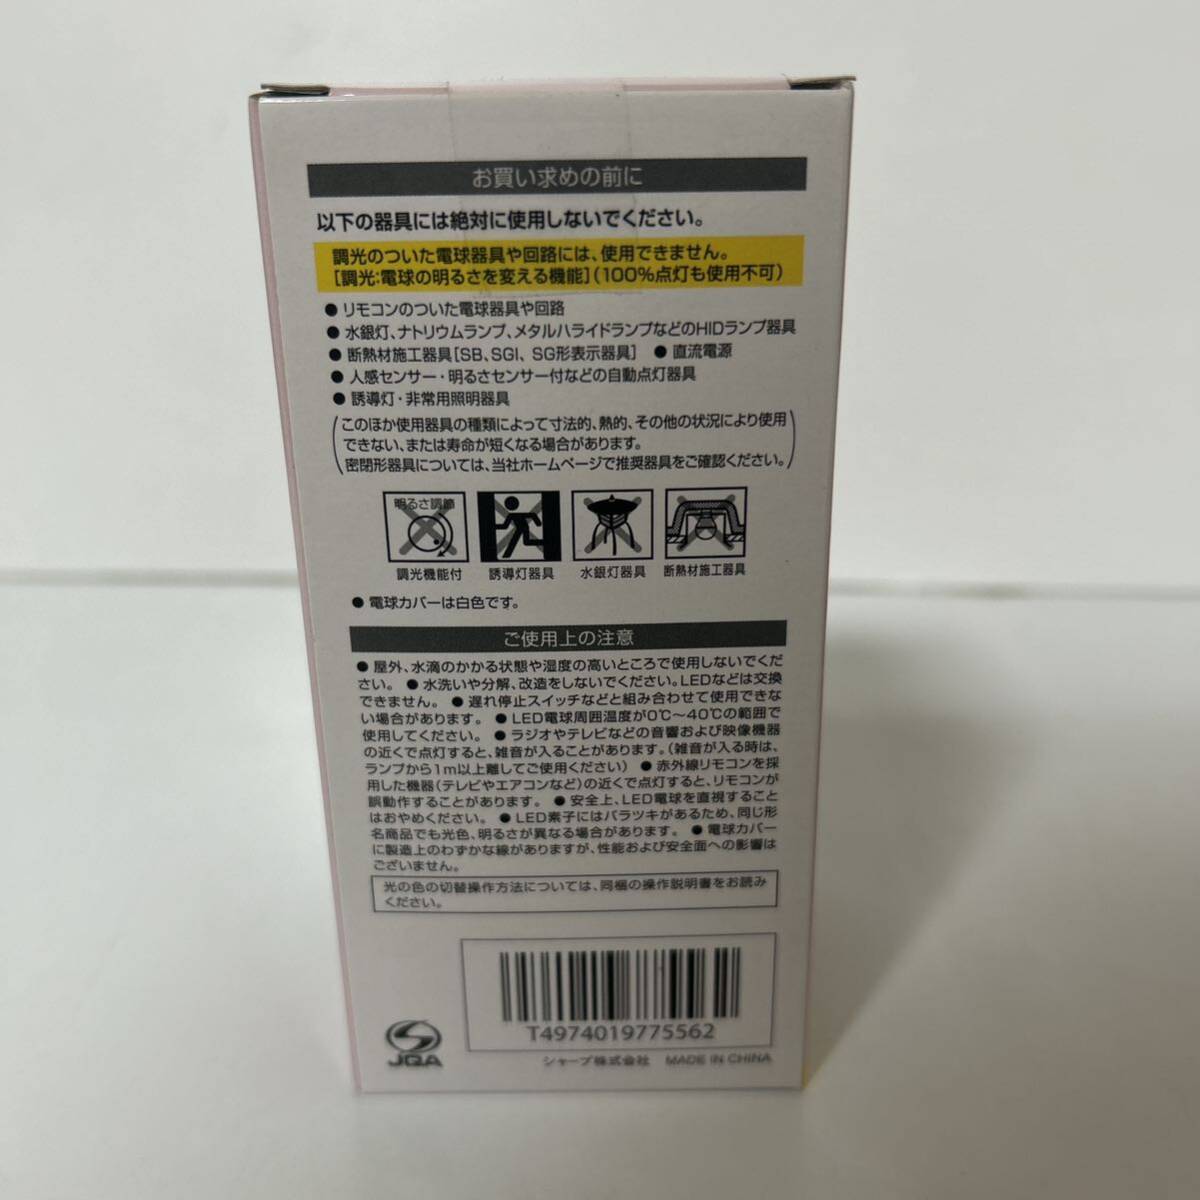 お買い求めの前に
以下の器具には絶対に使用しないでください。
調光のついた電球器具や回路には、使用できません。
[調光:電球の明るさを変える機能](100%点灯も使用不可)
● リモコンのついた電球器具や回路
● 水銀灯、ナトリウムランプ、メタルハライドランプなどのHIDランプ器具
● 断熱材施工器具[SB、SGI、SG形表示器具] ● 直流電源
● 人感センサー・明るさセンサー付などの自動点灯器具
● 誘導灯・非常用照明器具
(このほか使用器具の種類によって寸法的、熱的、その他の状況により使用
できない、または寿命が短くなる場合があります。
密閉形器具については、当社ホームページで推奨器具をご確認ください。)
明るさ調節
調光機能付 誘導灯器具 水銀灯器具 断熱材施工器具
● 電球カバーは白色です。
ご使用上の注意
● 屋外、水滴のかかる状態や湿度の高いところで使用しないでくだ
さい。 ● 水洗いや分解、改造をしないでください。LEDなどは交換
できません。 ● 遅れ停止スイッチなどと組み合わせて使用できな
い場合があります。 ● LED電球周囲温度が0℃～40℃の範囲で
使用してください。 ● ラジオやテレビなどの音響および映像機器
の近くで点灯すると、雑音が入ることがあります。(雑音が入る時は、
ランプから1m以上離してご使用ください) ● 赤外線リモコンを採
用した機器(テレビやエアコンなど)の近くで点灯すると、リモコンが
誤動作することがあります。 ● 安全上、LED電球を直視すること
はおやめください。 ● LED素子にはバラツキがあるため、同じ形
名商品でも光色、明るさが異なる場合があります。 ● 電球カバー
に製造上のわずかな線がありますが、性能および安全面への影響は
ございません。
光の色の切替操作方法については、同梱の操作説明書をお読み
ください。
T4974019775562
JQA
シャープ株式会社 MADE IN CHINA